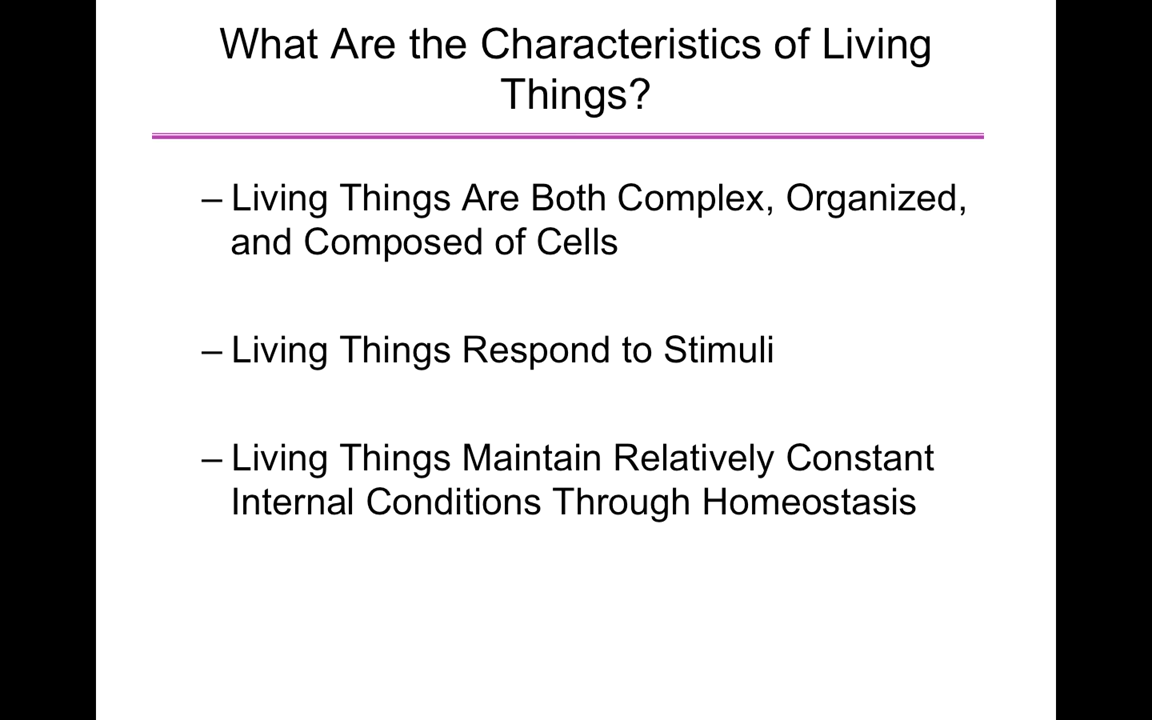 What Are the Characteristics of Living
Things?
– Living Things Are Both Complex, Organized,
and Composed of Cells
– Living Things Respond to Stimuli
– Living Things Maintain Relatively Constant
Internal Conditions Through Homeostasis